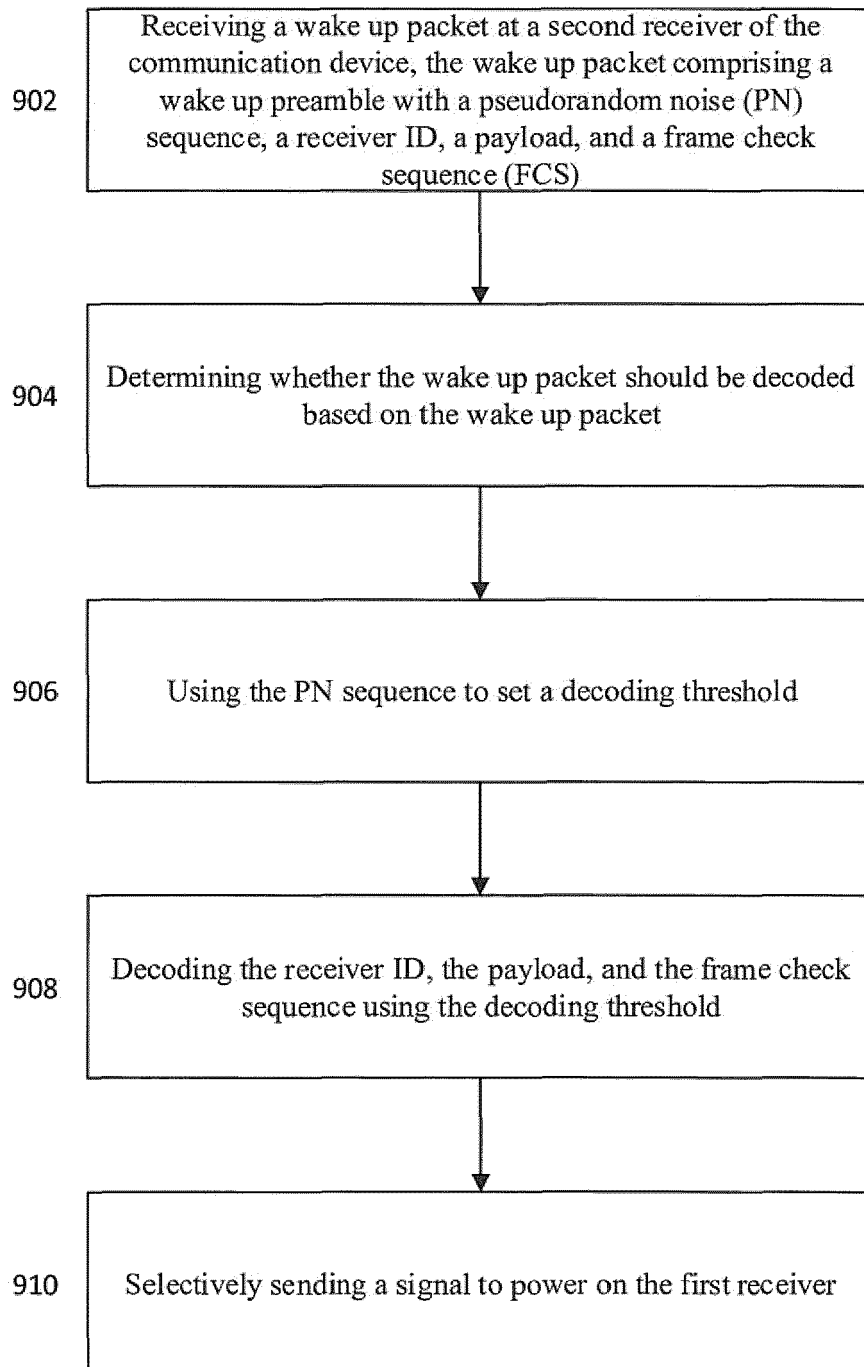 Receiving a wake up packet at a second receiver of the
communication device, the wake up packet comprising a
902
wake up preamble with a pseudorandom noise (PN)
sequence, a receiver ID, a payload, and a frame check
sequence (FCS)
904
Determining whether the wake up packet should be decoded
based on the wake up packet
906
Using the PN sequence to set a decoding threshold
908
Decoding the receiver ID, the payload, and the frame check
sequence using the decoding threshold
910
Selectively sending a signal to power on the first receiver